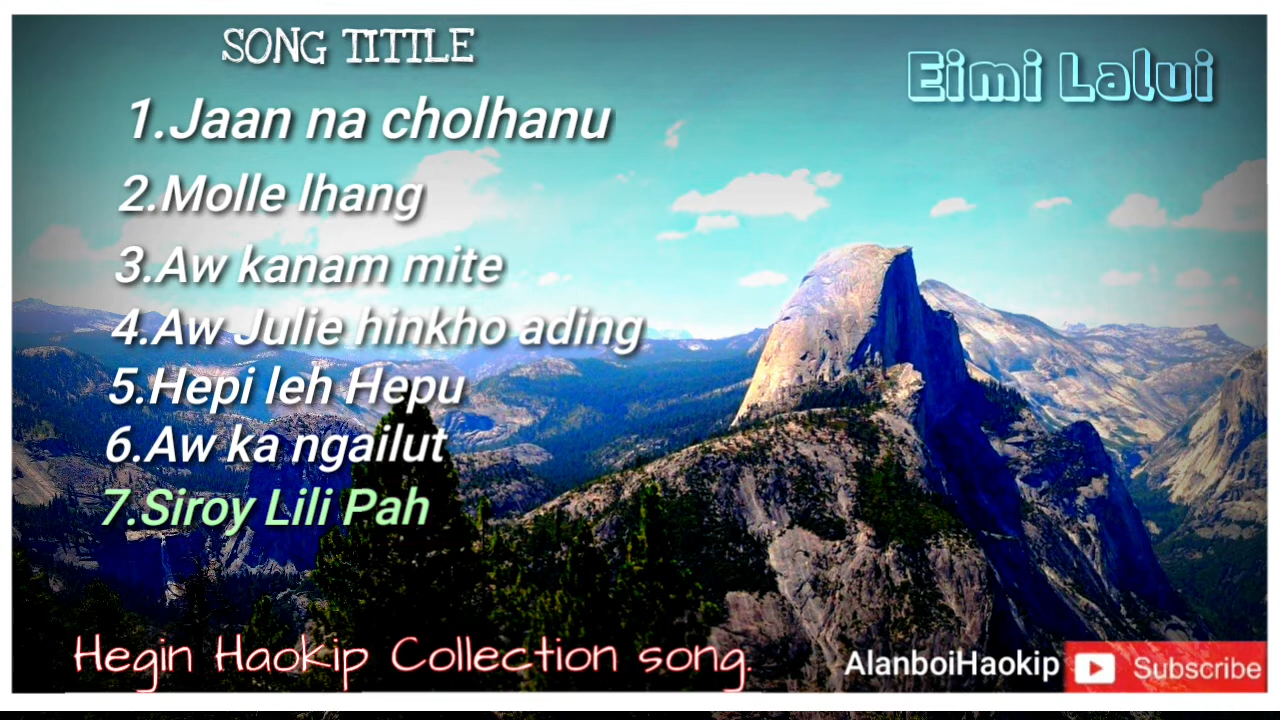 SONG TITTLE
Eimi Lalui
1.Jaan na cholhanu
2.Molle lhang
3.Aw kanam mite
4.Aw Julie hinkho ading
5.Hepi leh Hepu
6.Aw ka ngailut
7.Siroy Lili Pah
Hegin Haokip Collection song.
AlanboiHaokip Subscribe